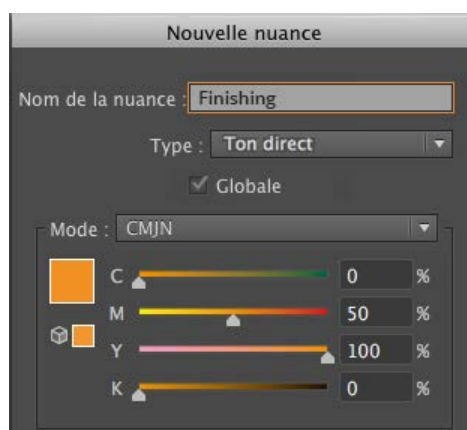 Nouvelle nuance
Nom de la nuance : Finishing
Type : Ton direct
Globale
Mode : CMJN
C 0 %
M 50 %
Y 100 %
K 0 %